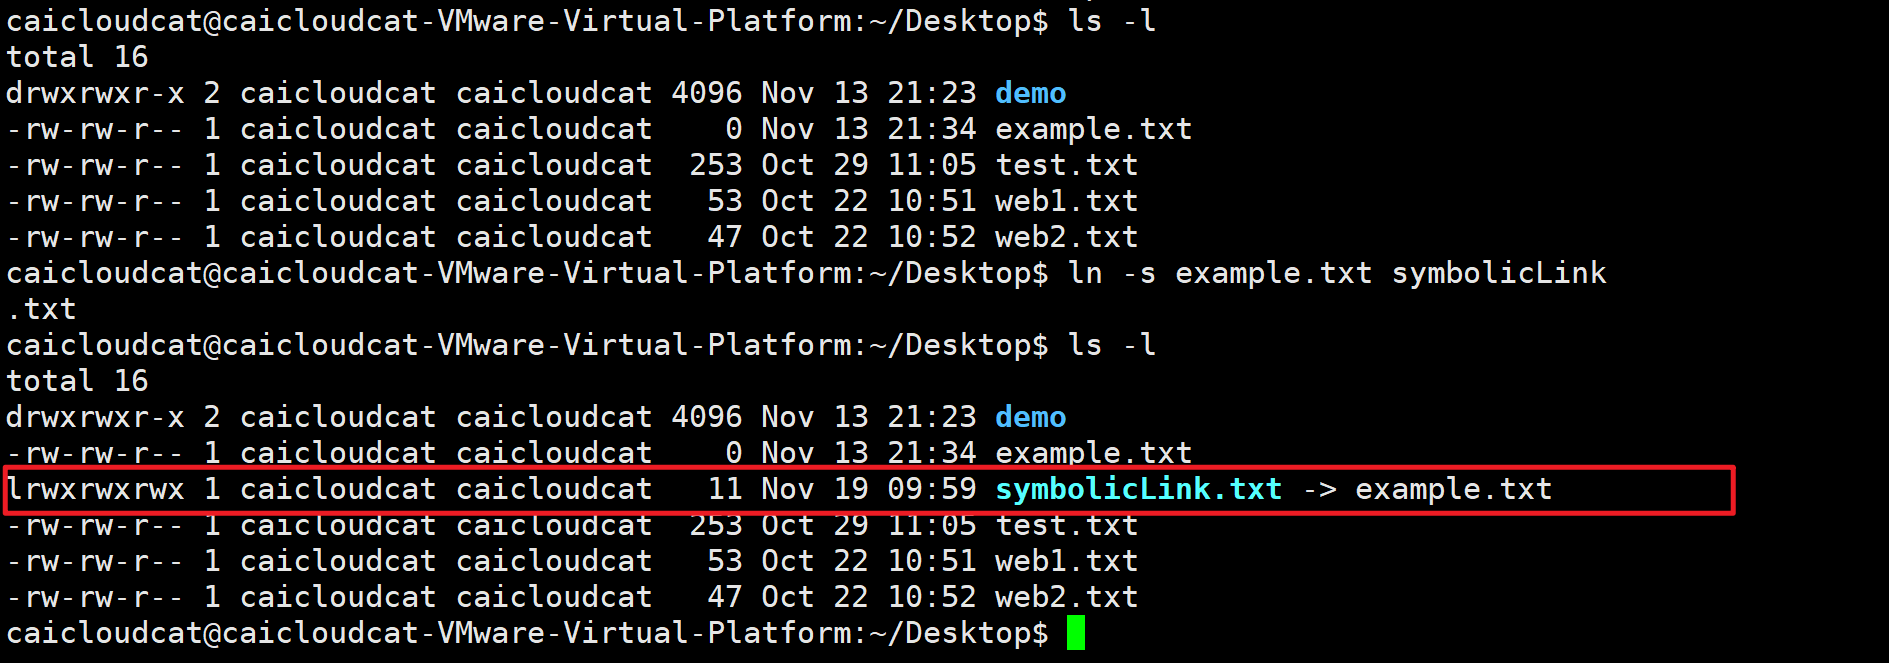 caicloudcat@caicloudcat-VMware-Virtual-Platform:~/Desktop$ ls -l
total 16
drwxrwxr-x 2 caicloudcat caicloudcat 4096 Nov 13 21:23 demo
-rw-rw-r-- 1 caicloudcat caicloudcat    0 Nov 13 21:34 example.txt
-rw-rw-r-- 1 caicloudcat caicloudcat  253 Oct 29 11:05 test.txt
-rw-rw-r-- 1 caicloudcat caicloudcat   53 Oct 22 10:51 web1.txt
-rw-rw-r-- 1 caicloudcat caicloudcat   47 Oct 22 10:52 web2.txt
caicloudcat@caicloudcat-VMware-Virtual-Platform:~/Desktop$ ln -s example.txt symbolicLink
.txt
caicloudcat@caicloudcat-VMware-Virtual-Platform:~/Desktop$ ls -l
total 16
drwxrwxr-x 2 caicloudcat caicloudcat 4096 Nov 13 21:23 demo
-rw-rw-r-- 1 caicloudcat caicloudcat    0 Nov 13 21:34 example.txt
lrwxrwxrwx 1 caicloudcat caicloudcat   11 Nov 19 09:59 symbolicLink.txt -> example.txt
-rw-rw-r-- 1 caicloudcat caicloudcat  253 Oct 29 11:05 test.txt
-rw-rw-r-- 1 caicloudcat caicloudcat   53 Oct 22 10:51 web1.txt
-rw-rw-r-- 1 caicloudcat caicloudcat   47 Oct 22 10:52 web2.txt
caicloudcat@caicloudcat-VMware-Virtual-Platform:~/Desktop$